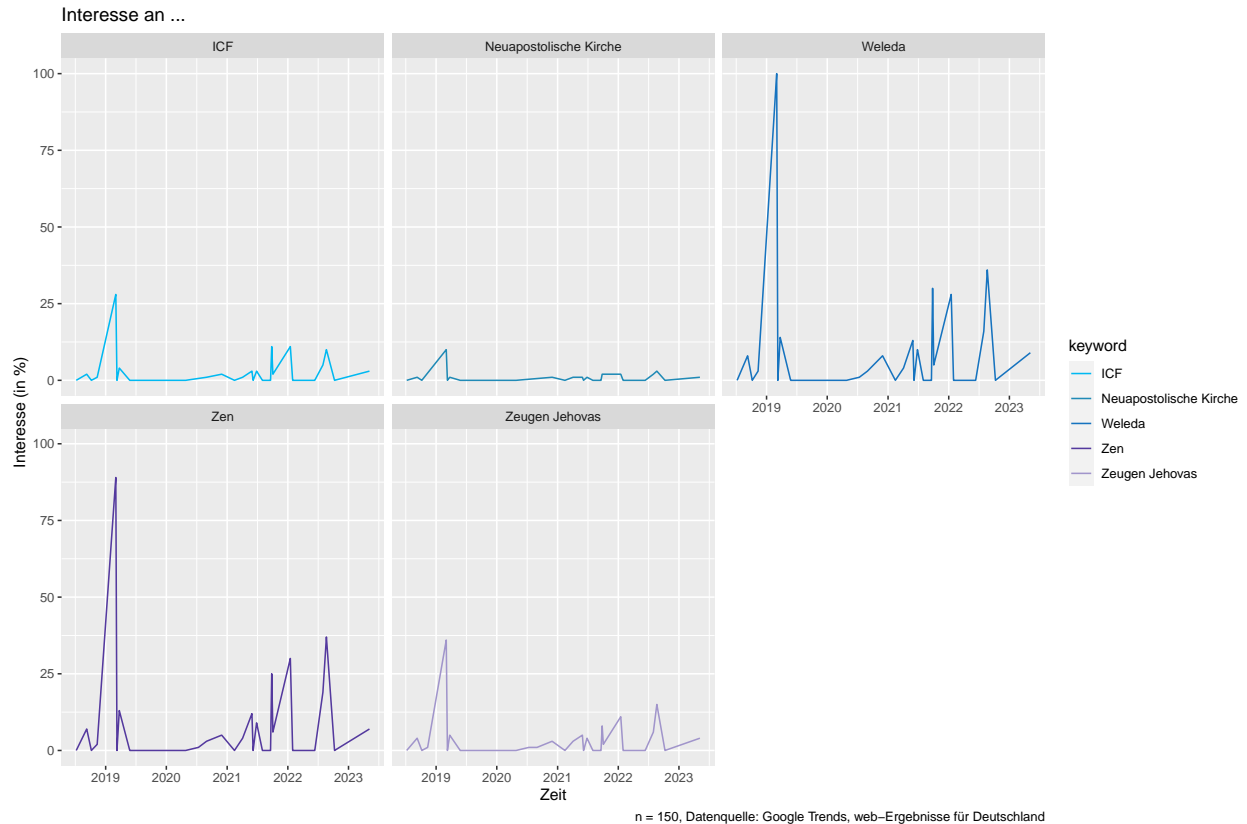 Interesse an ...
ICF
Neuapostolische Kirche
Weleda
100
75
50
25
0
2019 2020 2021 2022 2023
Zen
Zeugen Jehovas
100
75
50
25
0
2019 2020 2021 2022 2023
2019 2020 2021 2022 2023
Interesse (in %)
Zeit
keyword
ICF
Neuapostolische Kirche
Weleda
Zen
Zeugen Jehovas
n = 150, Datenquelle: Google Trends, web−Ergebnisse für Deutschland